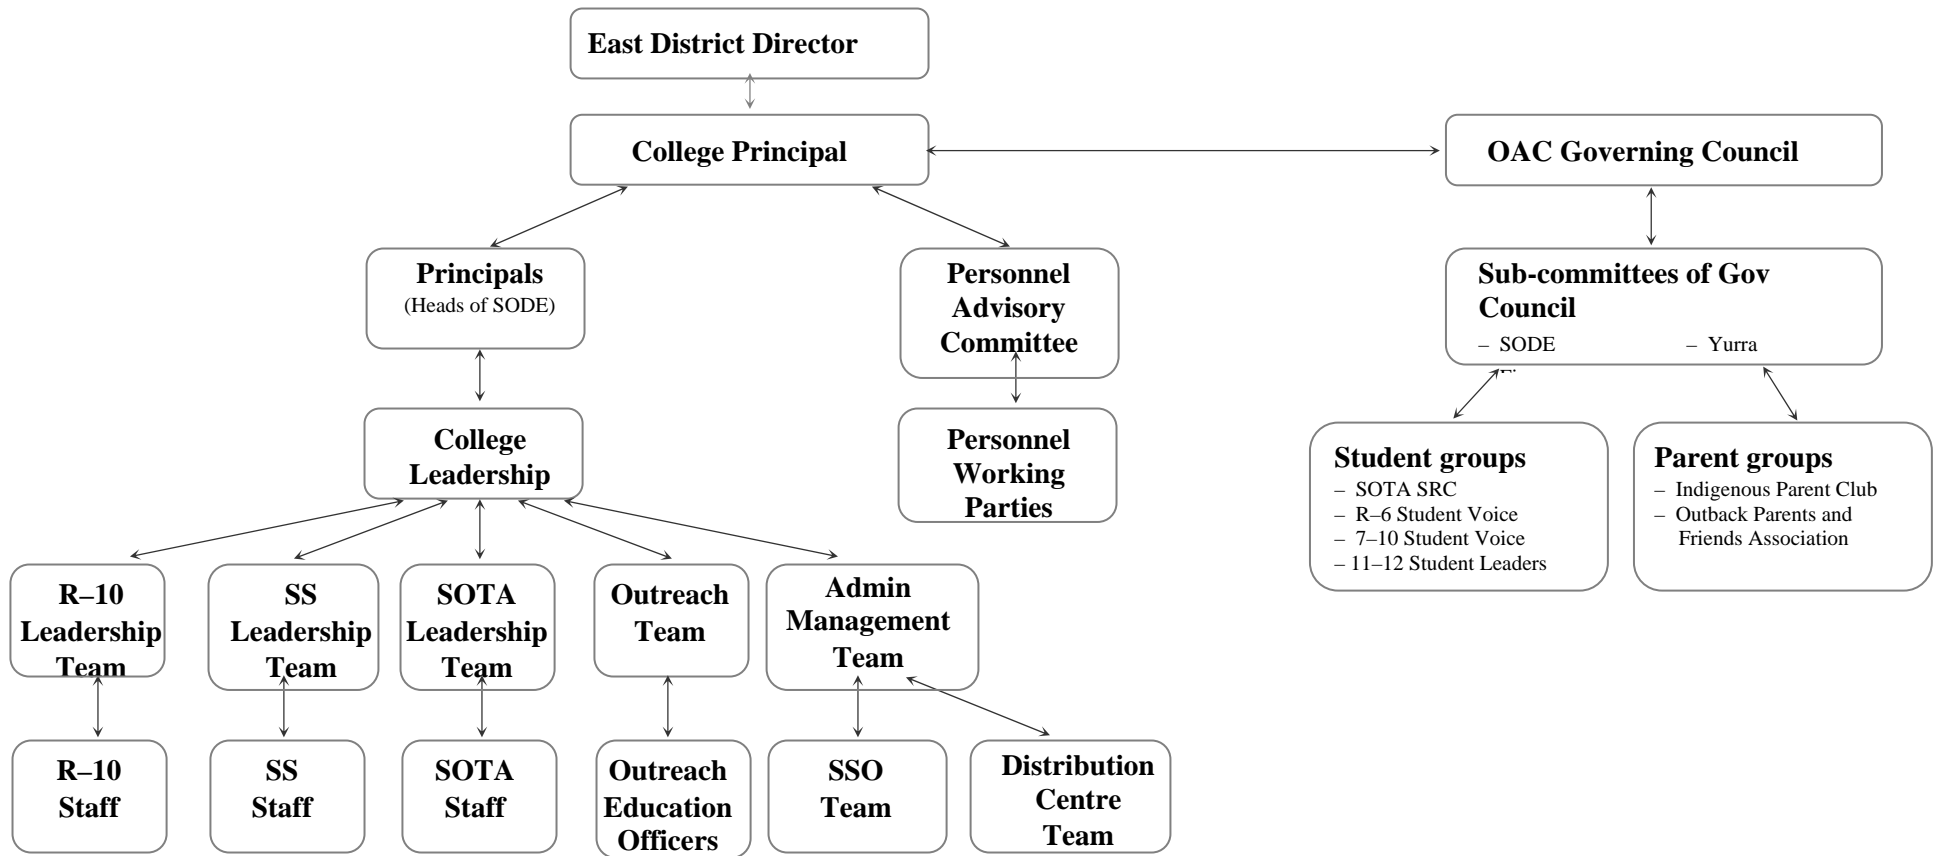 East District Director
College Principal
OAC Governing Council
Principals
(Heads of SODE)
Personnel
Advisory
Committee
Sub-committees of Gov
Council
– SODE
– Yurra
College
Leadership
Personnel
Working
Parties
Student groups
– SOTA SRC
– R–6 Student Voice
– 7–10 Student Voice
– 11–12 Student Leaders
Parent groups
– Indigenous Parent Club
– Outback Parents and
Friends Association
R–10
Leadership
Team
SS
Leadership
Team
SOTA
Leadership
Team
Outreach
Team
Admin
Management
Team
R–10
Staff
SS
Staff
SOTA
Staff
Outreach
Education
Officers
SSO
Team
Distribution
Centre
Team